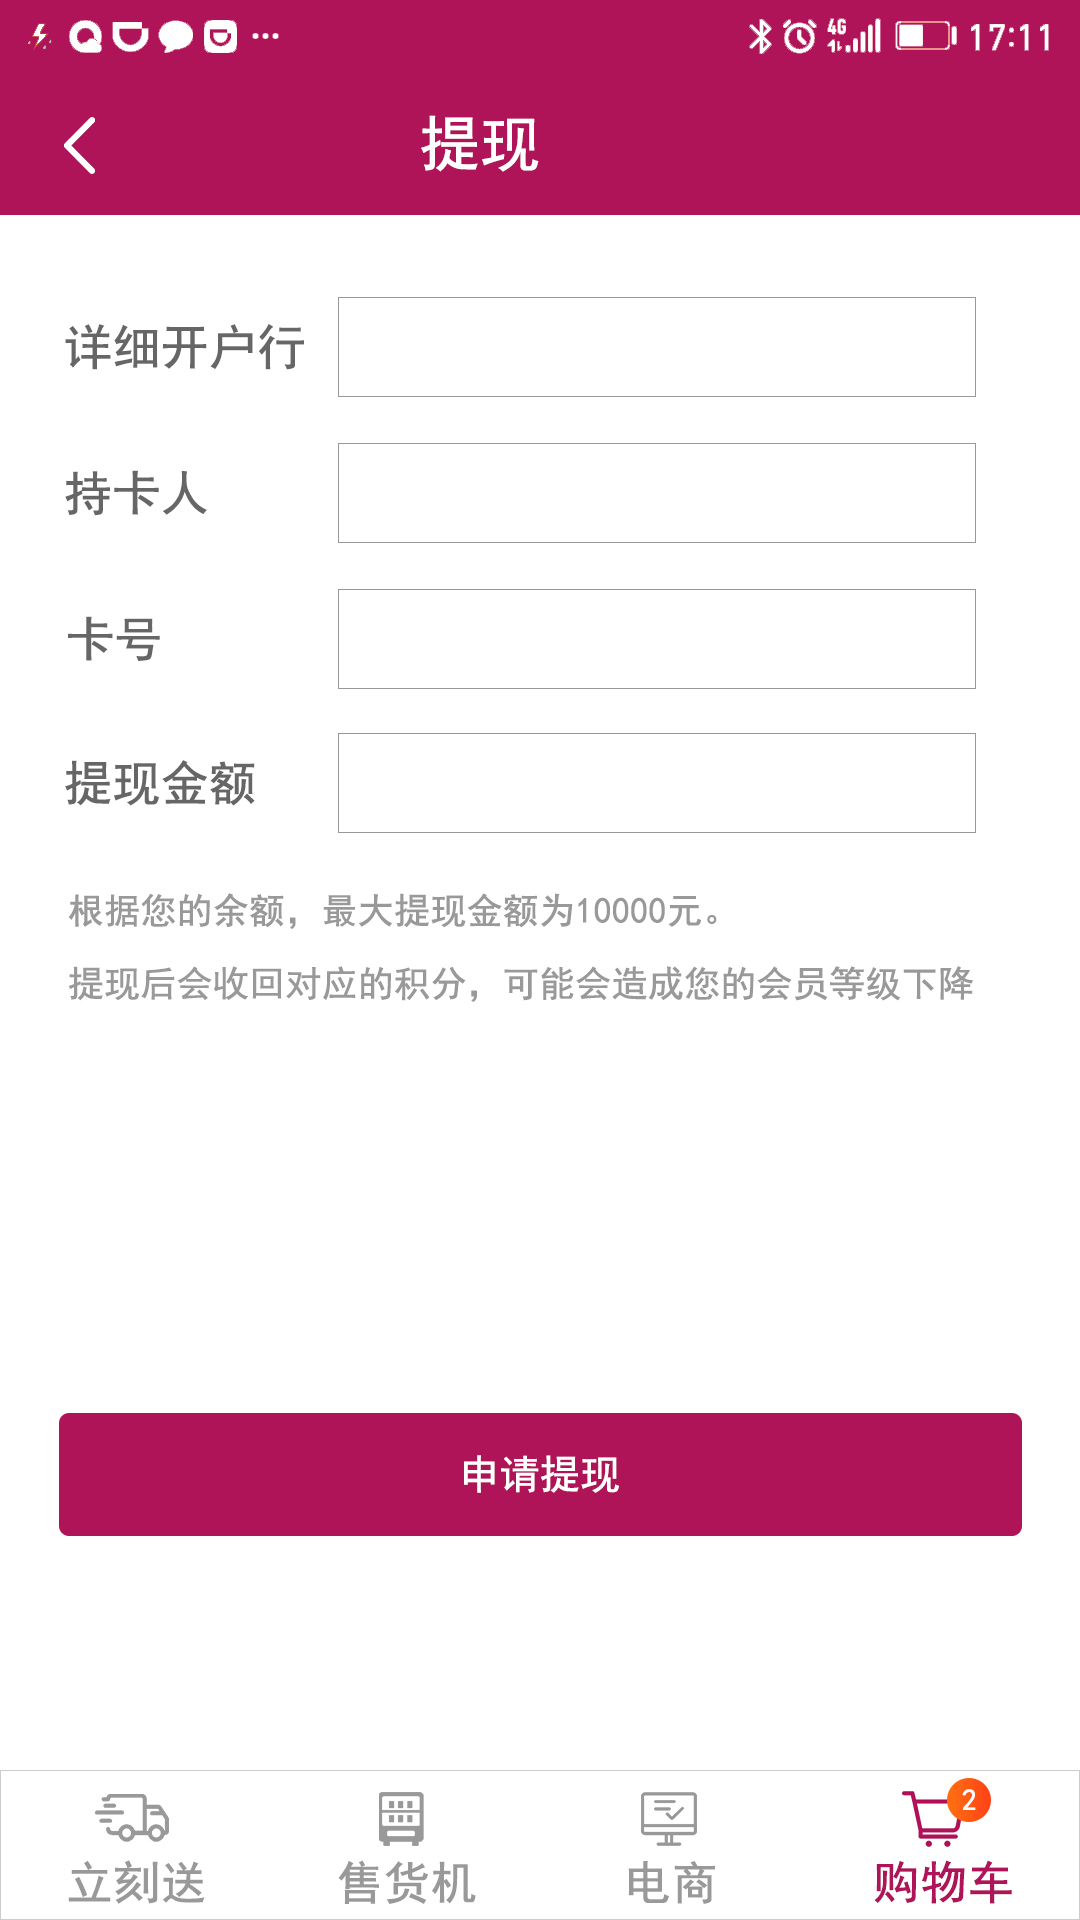 4G 17:11
提现
详细开户行
持卡人
卡号
提现金额
根据您的余额，最大提现金额为10000元。
提现后会收回对应的积分，可能会造成您的会员等级下降
申请提现
2
立刻送 售货机 电商 购物车